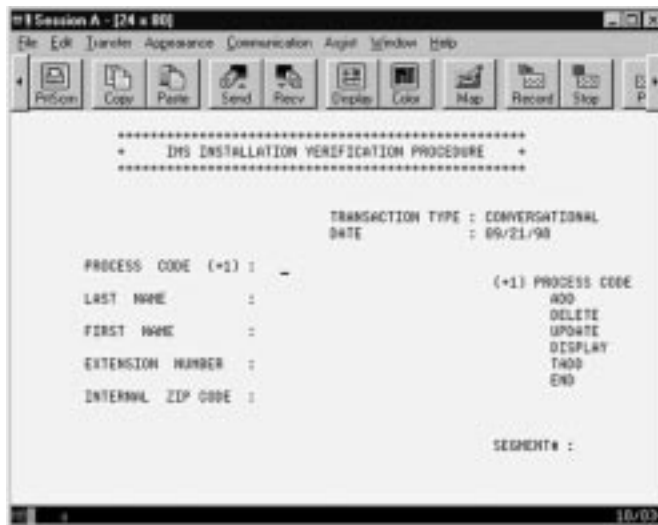 Session A - [24 x 80]
File Edit Transfer Appearance Communication Assist Window Help
PrtScrn Copy Paste Send Recv Display Color Map Record Stop P
****************************************************
* IMS INSTALLATION VERIFICATION PROCEDURE *
****************************************************
TRANSACTION TYPE : CONVERSATIONAL
DATE : 09/21/98
PROCESS CODE (*1) :
(*1) PROCESS CODE
LAST NAME :
ADD
DELETE
FIRST NAME :
UPDATE
DISPLAY
EXTENSION NUMBER :
TADD
END
INTERNAL ZIP CODE :
SEGMENT# :